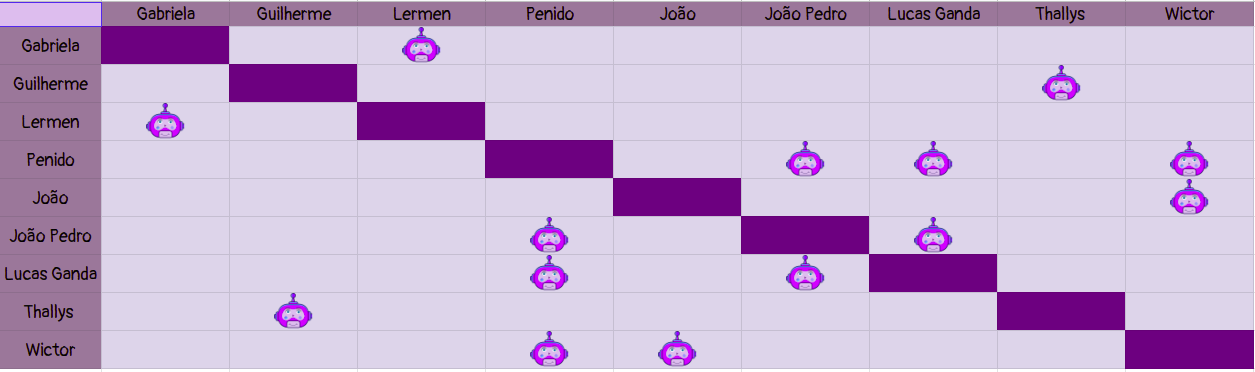 Gabriela Guilherme Lermen Penido João João Pedro Lucas Ganda Thallys Wictor
Gabriela
Guilherme
Lermen
Penido
João
João Pedro
Lucas Ganda
Thallys
Wictor